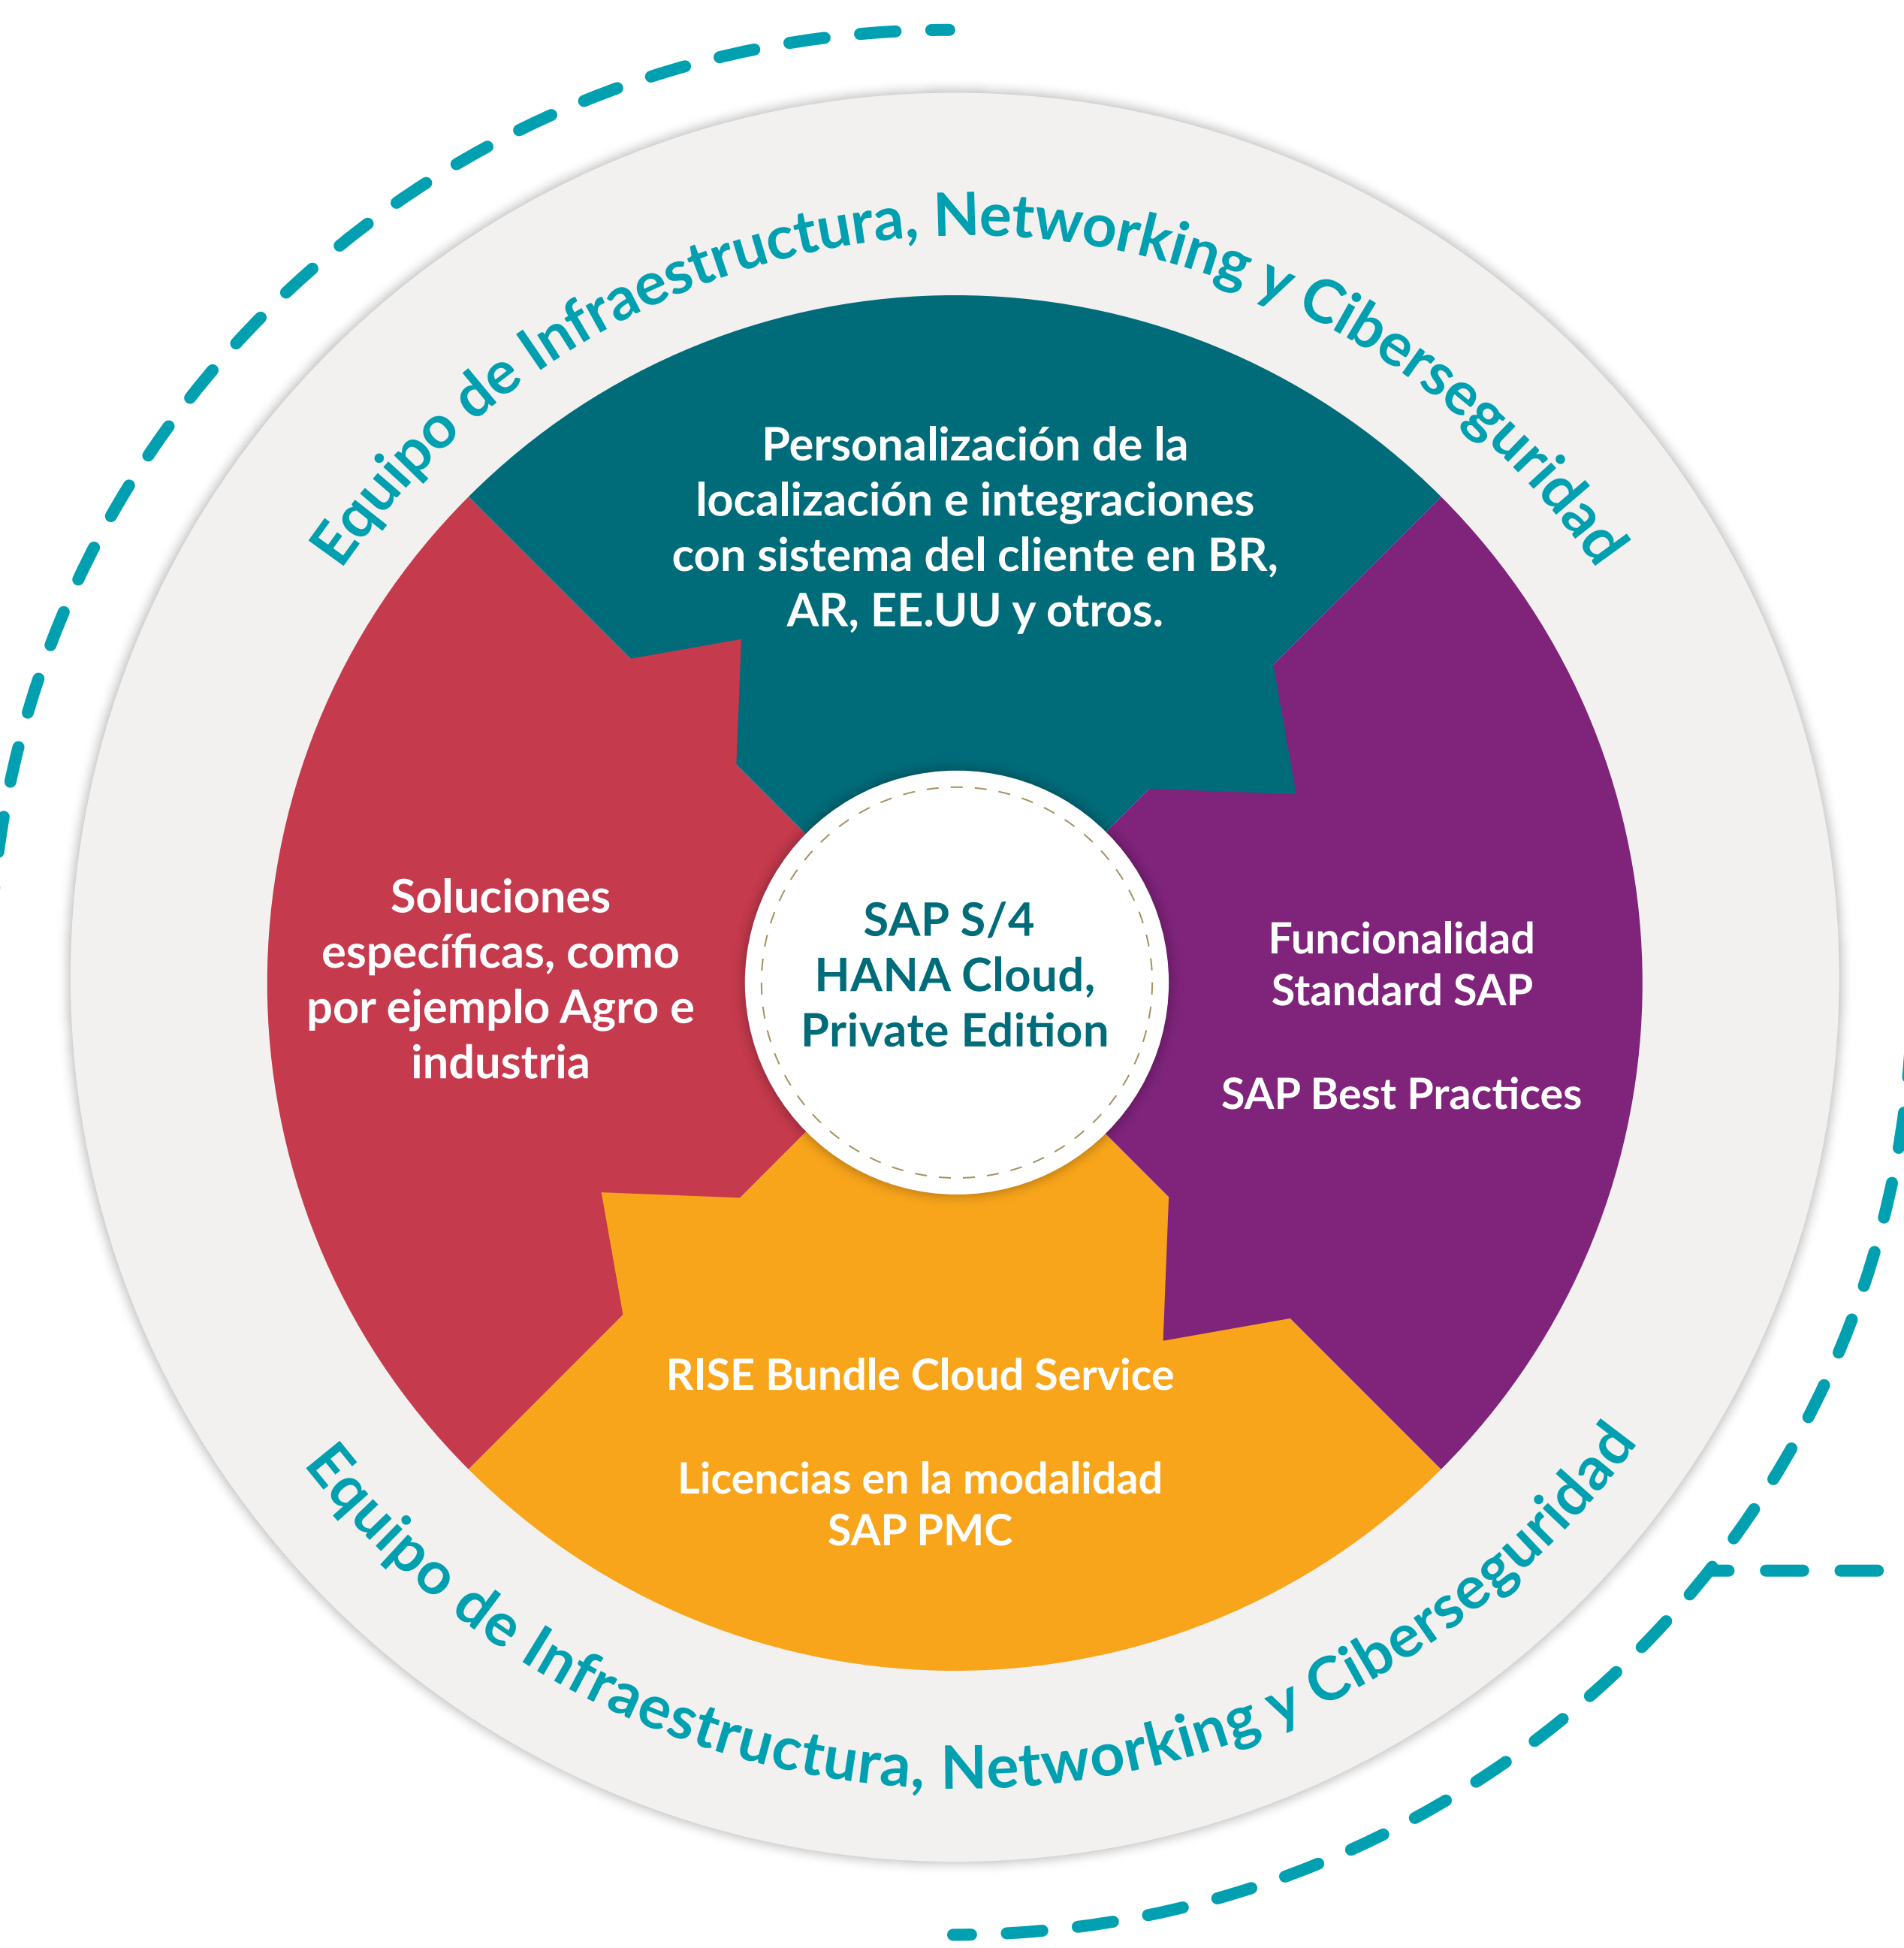 Equipo de Infraestructura, Networking y Ciberseguridad
Personalización de la
localización e integraciones
con sistema del cliente en BR,
AR, EE.UU y otros.
Soluciones
específicas, como
por ejemplo Agro e
industria
SAP S/4
HANA Cloud,
Private Edition
Funcionalidad
Standard SAP
SAP Best Practices
RISE Bundle Cloud Service
Licencias en la modalidad
SAP PMC
Equipo de Infraestructura, Networking y Ciberseguridad